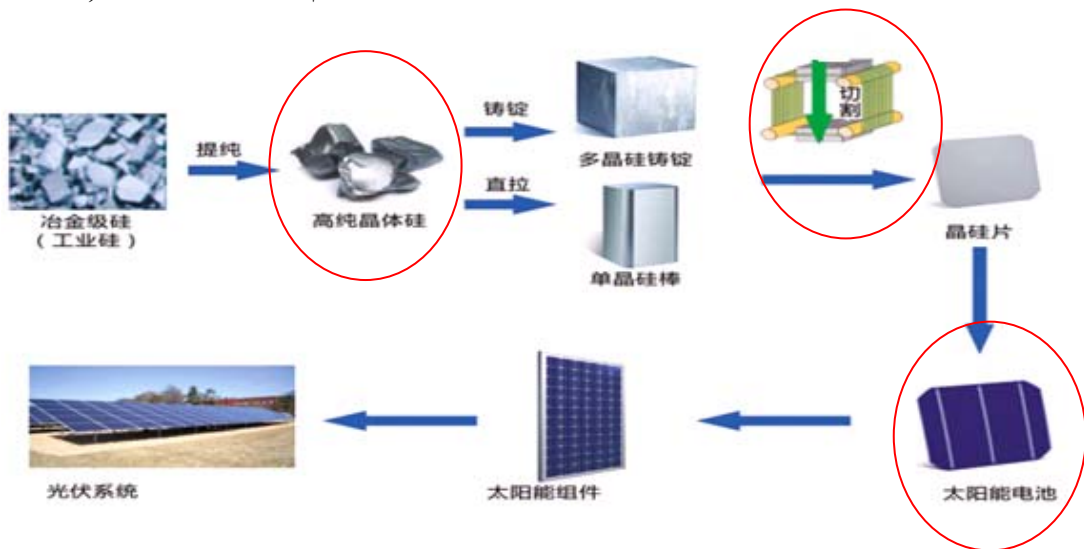 提纯
冶金级硅
（工业硅）
高纯晶体硅
铸锭
直拉
多晶硅铸锭
单晶硅棒
切割
晶硅片
太阳能电池
太阳能组件
光伏系统